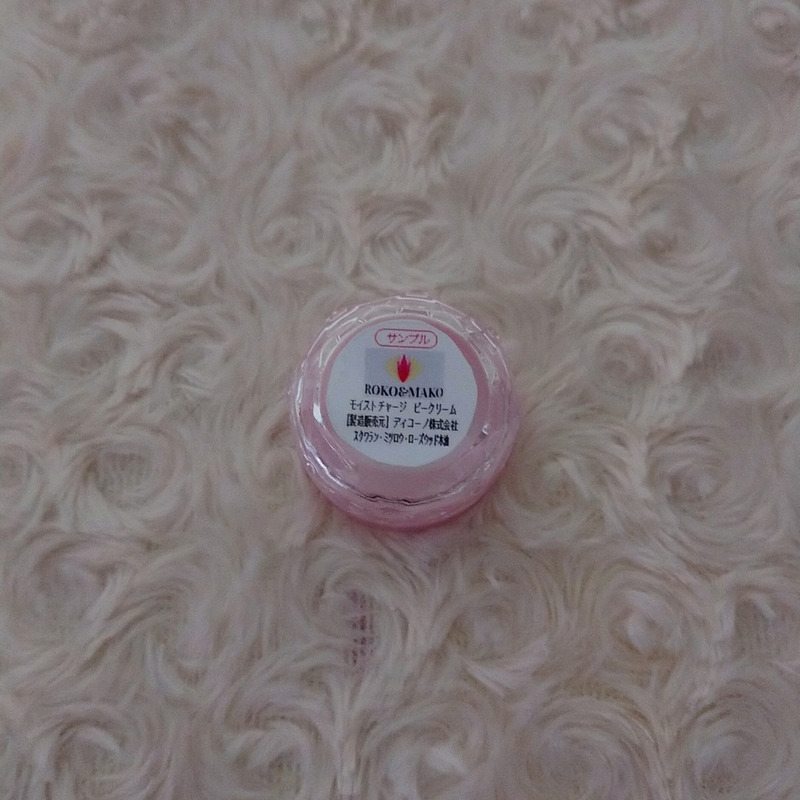 サンプル
ROKO&MAKO
モイストチャージ ビークリーム
[製造販売元] ディコーノ株式会社
スクワラン・ミツロウ・ローズウッド水油